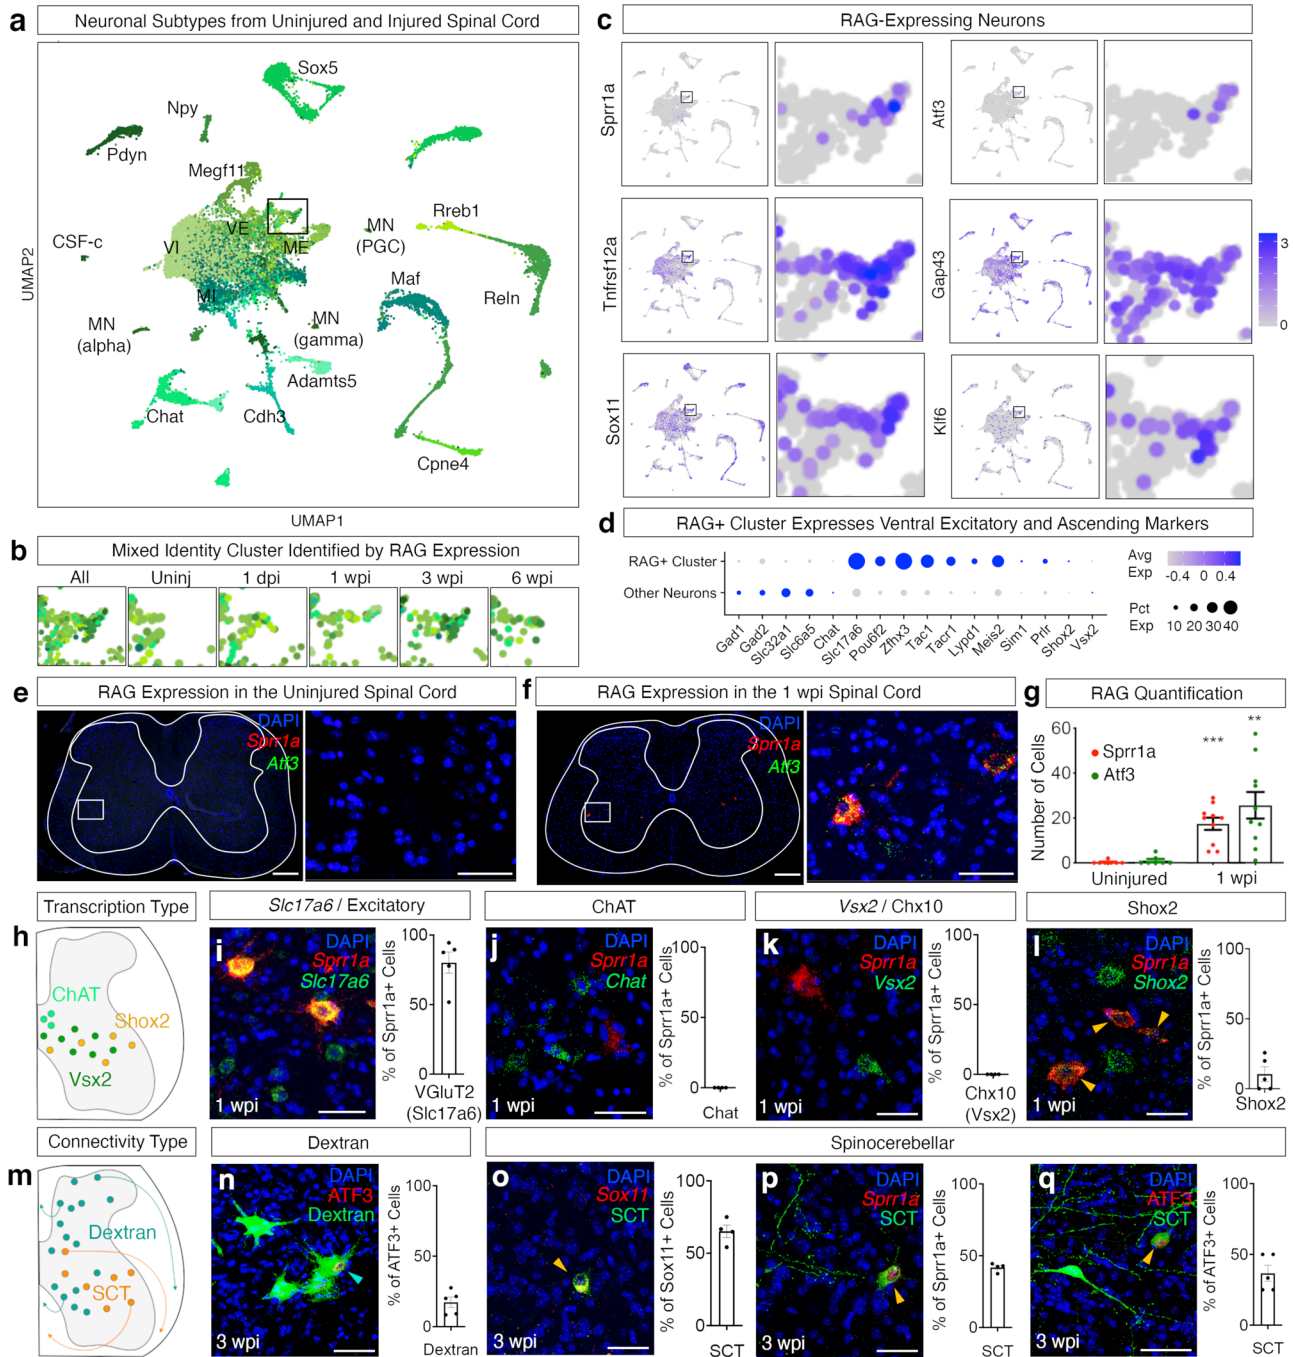 a
Neuronal Subtypes from Uninjured and Injured Spinal Cord
Sox5
Npy
Pdyn
Megf11
VE
Rreb1
MN
(PGC)
CSF-c
VI
ME
Maf
Reln
MI
MN
(alpha)
MN
(gamma)
Adamts5
Chat
Cdh3
Cpne4
UMAP2
UMAP1
b
Mixed Identity Cluster Identified by RAG Expression
All Uninj 1 dpi 1 wpi 3 wpi 6 wpi
c
RAG-Expressing Neurons
Sprr1a
Atf3
Tnfrsf12a
Gap43
Sox11
Klf6
3
0
d
RAG+ Cluster Expresses Ventral Excitatory and Ascending Markers
RAG+ Cluster
Other Neurons
Gad1 Gad2 Slc32a1 Slc6a5 Chat Slc17a6 Pou6f2 Zfhx3 Tac1 Tacr1 Lypd1 Meis2 Sim1 Prlr Shox2 Vsx2
Avg
Exp
-0.4 0 0.4
Pct
Exp
10 20 30 40
e
RAG Expression in the Uninjured Spinal Cord
DAPI
Sprr1a
Atf3
f
RAG Expression in the 1 wpi Spinal Cord
DAPI
Sprr1a
Atf3
g
RAG Quantification
Number of Cells
60
40
20
0
Sprr1a
Atf3
***
**
Uninjured 1 wpi
Transcription Type
h
ChAT
Shox2
Vsx2
Slc17a6 / Excitatory
i
DAPI
Sprr1a
Slc17a6
1 wpi
% of Sprr1a+ Cells
100
50
0
VGluT2
(Slc17a6)
ChAT
j
DAPI
Sprr1a
Chat
1 wpi
% of Sprr1a+ Cells
100
50
0
Chat
Vsx2 / Chx10
k
DAPI
Sprr1a
Vsx2
1 wpi
% of Sprr1a+ Cells
100
50
0
Chx10
(Vsx2)
Shox2
l
DAPI
Sprr1a
Shox2
1 wpi
% of Sprr1a+ Cells
100
50
0
Shox2
Connectivity Type
m
Dextran
SCT
Dextran
n
DAPI
ATF3
Dextran
3 wpi
% of ATF3+ Cells
100
50
0
Dextran
Spinocerebellar
o
DAPI
Sox11
SCT
3 wpi
% of Sox11+ Cells
100
50
0
SCT
p
DAPI
Sprr1a
SCT
3 wpi
% of Sprr1a+ Cells
100
50
0
SCT
q
DAPI
ATF3
SCT
3 wpi
% of ATF3+ Cells
100
50
0
SCT